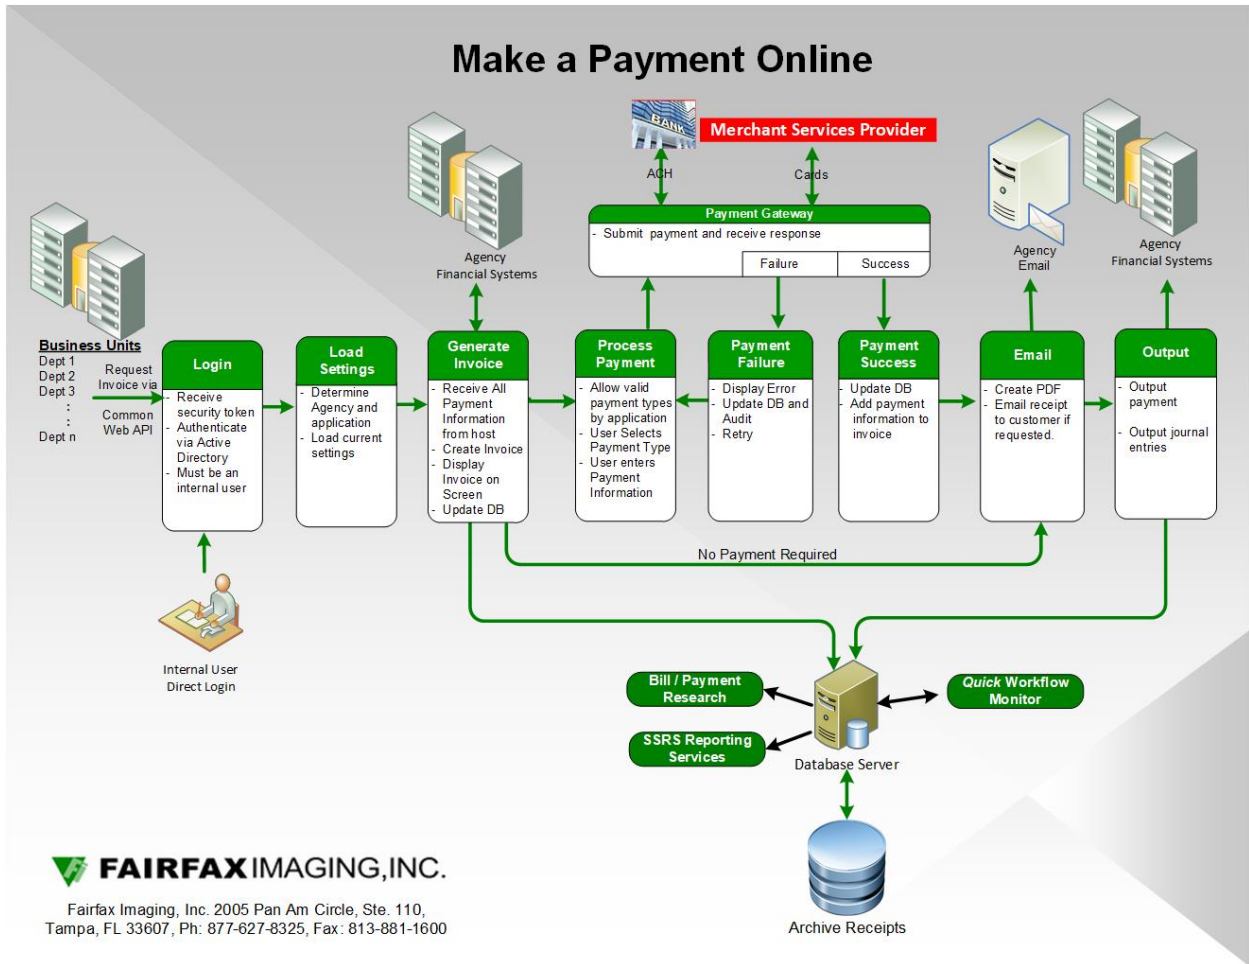 Make a Payment Online
BANK
Merchant Services Provider
ACH
Cards
Payment Gateway
- Submit payment and receive response
Failure
Success
Agency
Financial Systems
Agency
Email
Agency
Financial Systems
Business Units
Dept 1
Dept 2
Dept 3
:
:
Dept n
Request
Invoice via
Common
Web API
Login
- Receive
security token
- Authenticate
via Active
Directory
- Must be an
internal user
Load
Settings
- Determine
Agency and
application
- Load current
settings
Generate
Invoice
- Receive All
Payment
Information
from host
- Create Invoice
- Display
Invoice on
Screen
- Update DB
Process
Payment
- Allow valid
payment types
by application
- User Selects
Payment Type
- User enters
Payment
Information
Payment
Failure
- Display Error
- Update DB and
Audit
- Retry
Payment
Success
- Update DB
- Add payment
information to
invoice
Email
- Create PDF
- Email receipt
to customer if
requested.
Output
- Output
payment
- Output journal
entries
No Payment Required
Internal User
Direct Login
Bill / Payment
Research
Quick Workflow
Monitor
SSRS Reporting
Services
Database Server
Archive Receipts
FAIRFAX IMAGING, INC.
Fairfax Imaging, Inc. 2005 Pan Am Circle, Ste. 110,
Tampa, FL 33607, Ph: 877-627-8325, Fax: 813-881-1600